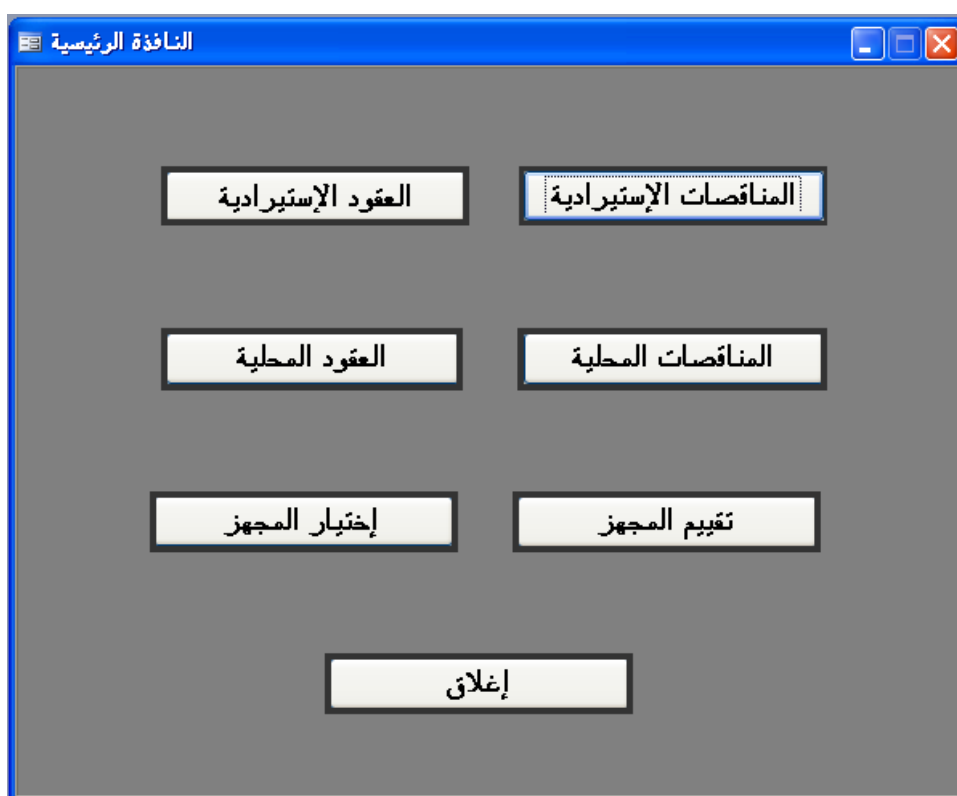 النافذة الرئيسية
المناقصات الإستيرادية
العقود الإستيرادية
المناقصات المحلية
العقود المحلية
تقييم المجهز
إختيار المجهز
إغلاق